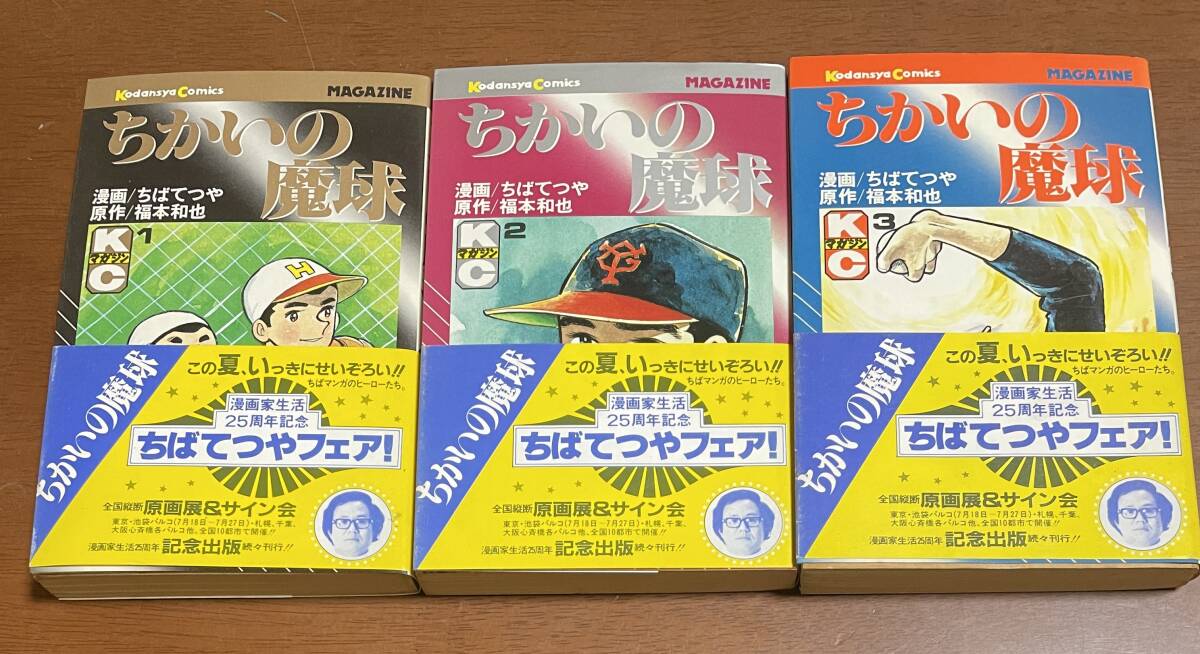 Kodansya Comics
MAGAZINE
ちかいの
魔球
漫画/ちばてつや
原作/福本和也
KC
マガジン
1
H
ちかいの魔球
この夏、いっきにせいぞろい!!
ちばマンガのヒーローたち。
漫画家生活
25周年記念
ちばてつやフェア!
全国縦断 原画展&サイン会
東京・池袋パルコ(7月18日〜7月27日)・札幌、千葉、
大阪心斎橋各パルコ他、全国10都市で開催!!
漫画家生活25周年 記念出版 続々刊行!!
Kodansya Comics
MAGAZINE
ちかいの
魔球
漫画/ちばてつや
原作/福本和也
KC
マガジン
2
YG
ちかいの魔球
この夏、いっきにせいぞろい!!
ちばマンガのヒーローたち。
漫画家生活
25周年記念
ちばてつやフェア!
全国縦断 原画展&サイン会
東京・池袋パルコ(7月18日〜7月27日)・札幌、千葉、
大阪心斎橋各パルコ他、全国10都市で開催!!
漫画家生活25周年 記念出版 続々刊行!!
Kodansya Comics
MAGAZINE
ちかいの
魔球
漫画/ちばてつや
原作/福本和也
KC
マガジン
3
ちかいの魔球
この夏、いっきにせいぞろい!!
ちばマンガのヒーローたち。
漫画家生活
25周年記念
ちばてつやフェア!
全国縦断 原画展&サイン会
東京・池袋パルコ(7月18日〜7月27日)・札幌、千葉、
大阪心斎橋各パルコ他、全国10都市で開催!!
漫画家生活25周年 記念出版 続々刊行!!